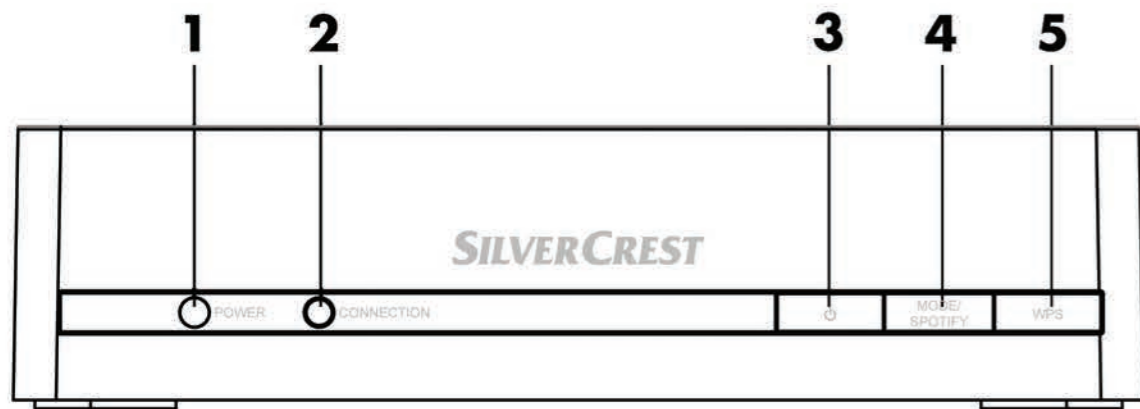 1 2 3 4 5
SILVERCREST
POWER CONNECTION MODE/
SPOTIFY WPS